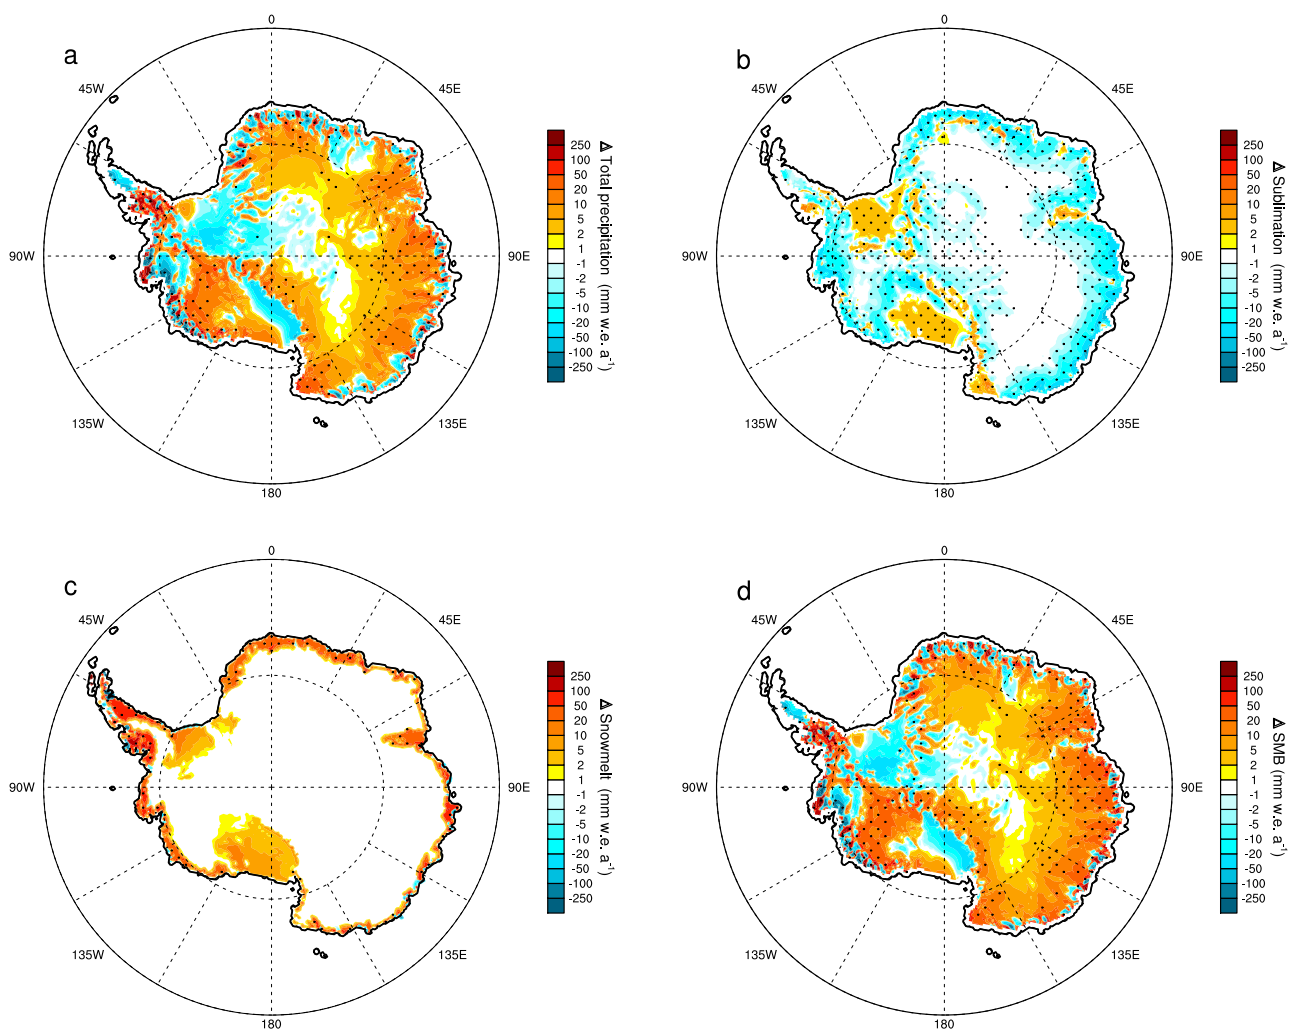 a
0
45E
90E
135E
180
135W
90W
45W
250
100
50
20
10
5
2
1
-1
-2
-5
-10
-20
-50
-100
-250
Δ Total precipitation (mm w.e. a⁻¹)
b
0
45E
90E
135E
180
135W
90W
45W
250
100
50
20
10
5
2
1
-1
-2
-5
-10
-20
-50
-100
-250
Δ Sublimation (mm w.e. a⁻¹)
c
0
45E
90E
135E
180
135W
90W
45W
250
100
50
20
10
5
2
1
-1
-2
-5
-10
-20
-50
-100
-250
Δ Snowmelt (mm w.e. a⁻¹)
d
0
45E
90E
135E
180
135W
90W
45W
250
100
50
20
10
5
2
1
-1
-2
-5
-10
-20
-50
-100
-250
Δ SMB (mm w.e. a⁻¹)